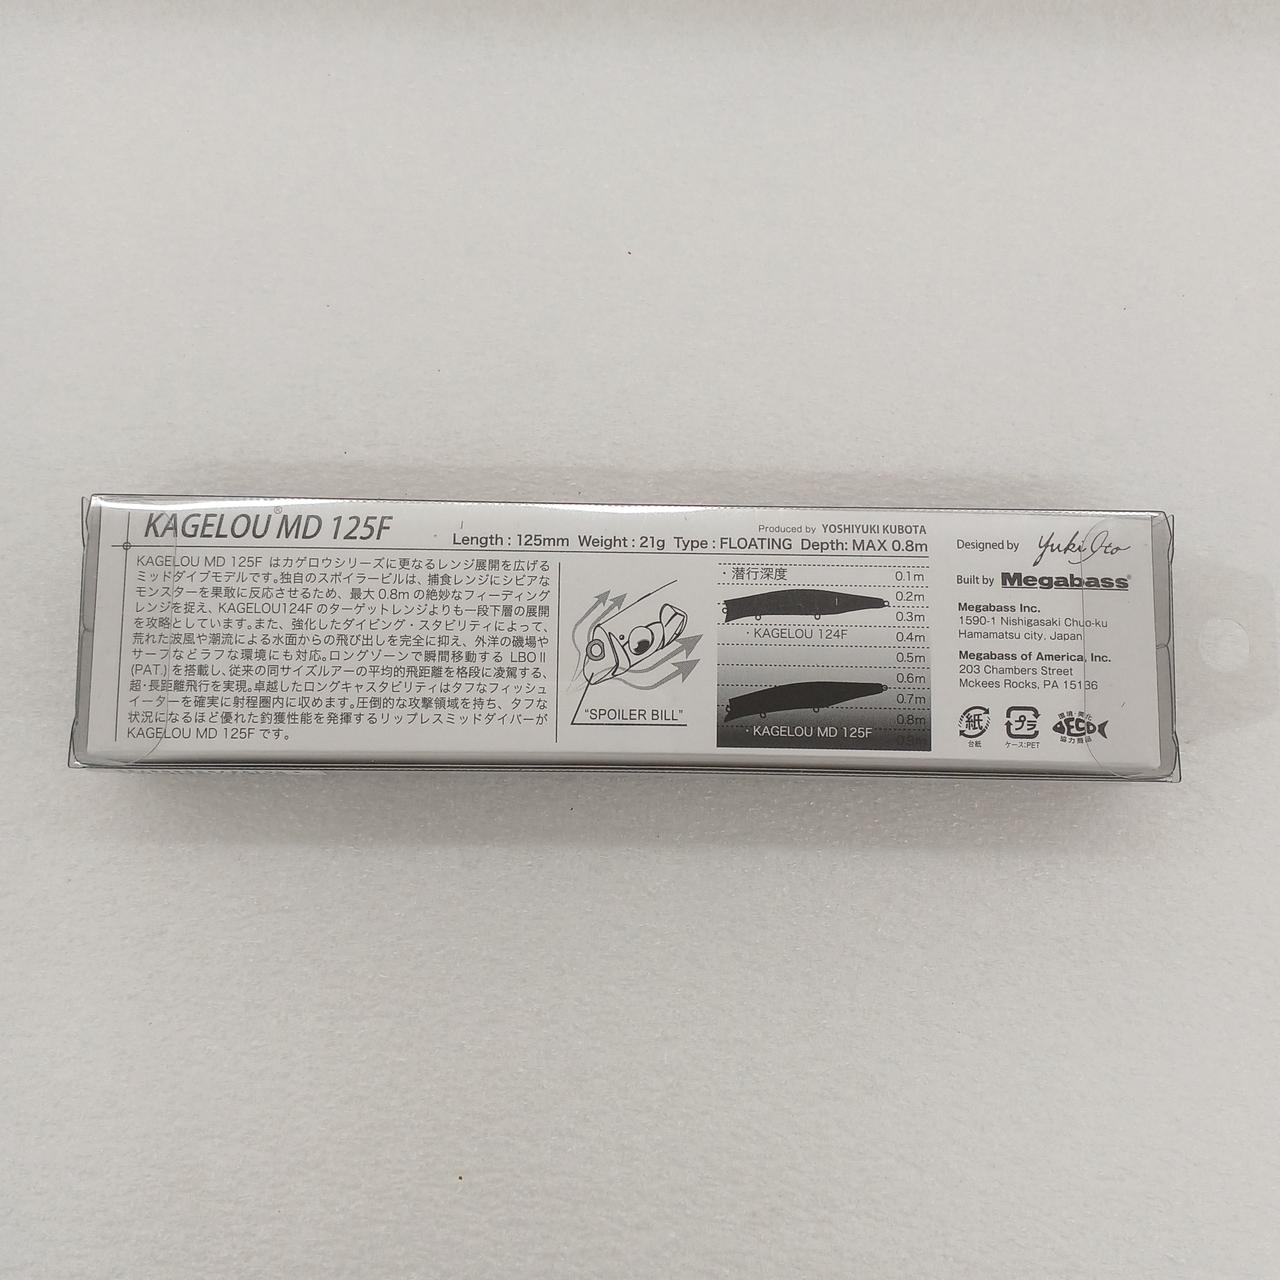 KAGELOU® MD 125F
Produced by YOSHIYUKI KUBOTA
Length : 125mm Weight : 21g Type : FLOATING Depth: MAX 0.8m
KAGELOU MD 125F はカゲロウシリーズに更なるレンジ展開を広げる
ミッドダイブモデルです。独自のスポイラービルは、捕食レンジにシビアな
モンスターを果敢に反応させるため、最大0.8mの絶妙なフィーディング
レンジを捉え、KAGELOU124F のターゲットレンジよりも一段下層の展開
を攻略としています。また、強化したダイビング・スタビリティによって、
荒れた波風や潮流による水面からの飛び出しを完全に抑え、外洋の磯場や
サーフなどラフな環境にも対応。ロングゾーンで瞬間移動する LBOⅡ
(PAT.) を搭載し、従来の同サイズルアーの平均的飛距離を格段に凌駕する、
超・長距離飛行を実現。卓越したロングキャスタビリティはタフなフィッシュ
イーターを確実に射程圏内に収めます。圧倒的な攻撃領域を持ち、タフな
状況になるほど優れた釣獲性能を発揮するリップレスミッドダイバーが
KAGELOU MD 125F です。
"SPOILER BILL"
・潜行深度
0.1m
0.2m
0.3m
・KAGELOU 124F
0.4m
0.5m
0.6m
0.7m
0.8m
・KAGELOU MD 125F
0.9m
Designed by Yuki Ito
Built by Megabass®
Megabass Inc.
1590-1 Nishigasaki Chuo-ku
Hamamatsu city, Japan
Megabass of America, Inc.
203 Chambers Street
Mckees Rocks, PA 15136
紙
台紙
プラ
ケース:PET
環境・美化
ECO
協力商品